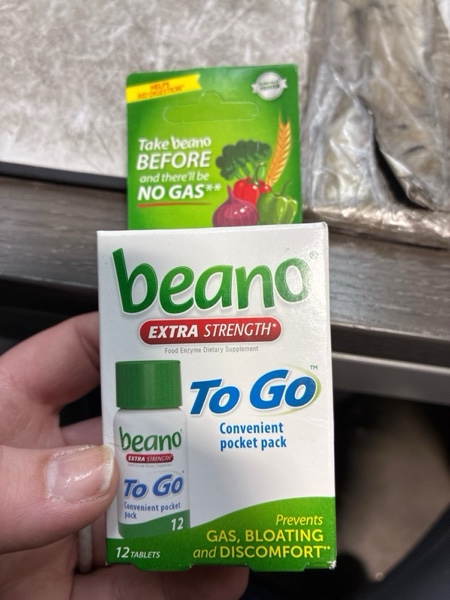 HELPS
AID DIGESTION*
Take beano
BEFORE
and there'll be
NO GAS**
beano®
EXTRA STRENGTH*
Food Enzyme Dietary Supplement
To Go™
Convenient
pocket pack
beano
EXTRA STRENGTH*
To Go
Convenient pocket
pack
12
12 TABLETS
Prevents
GAS, BLOATING
and DISCOMFORT**